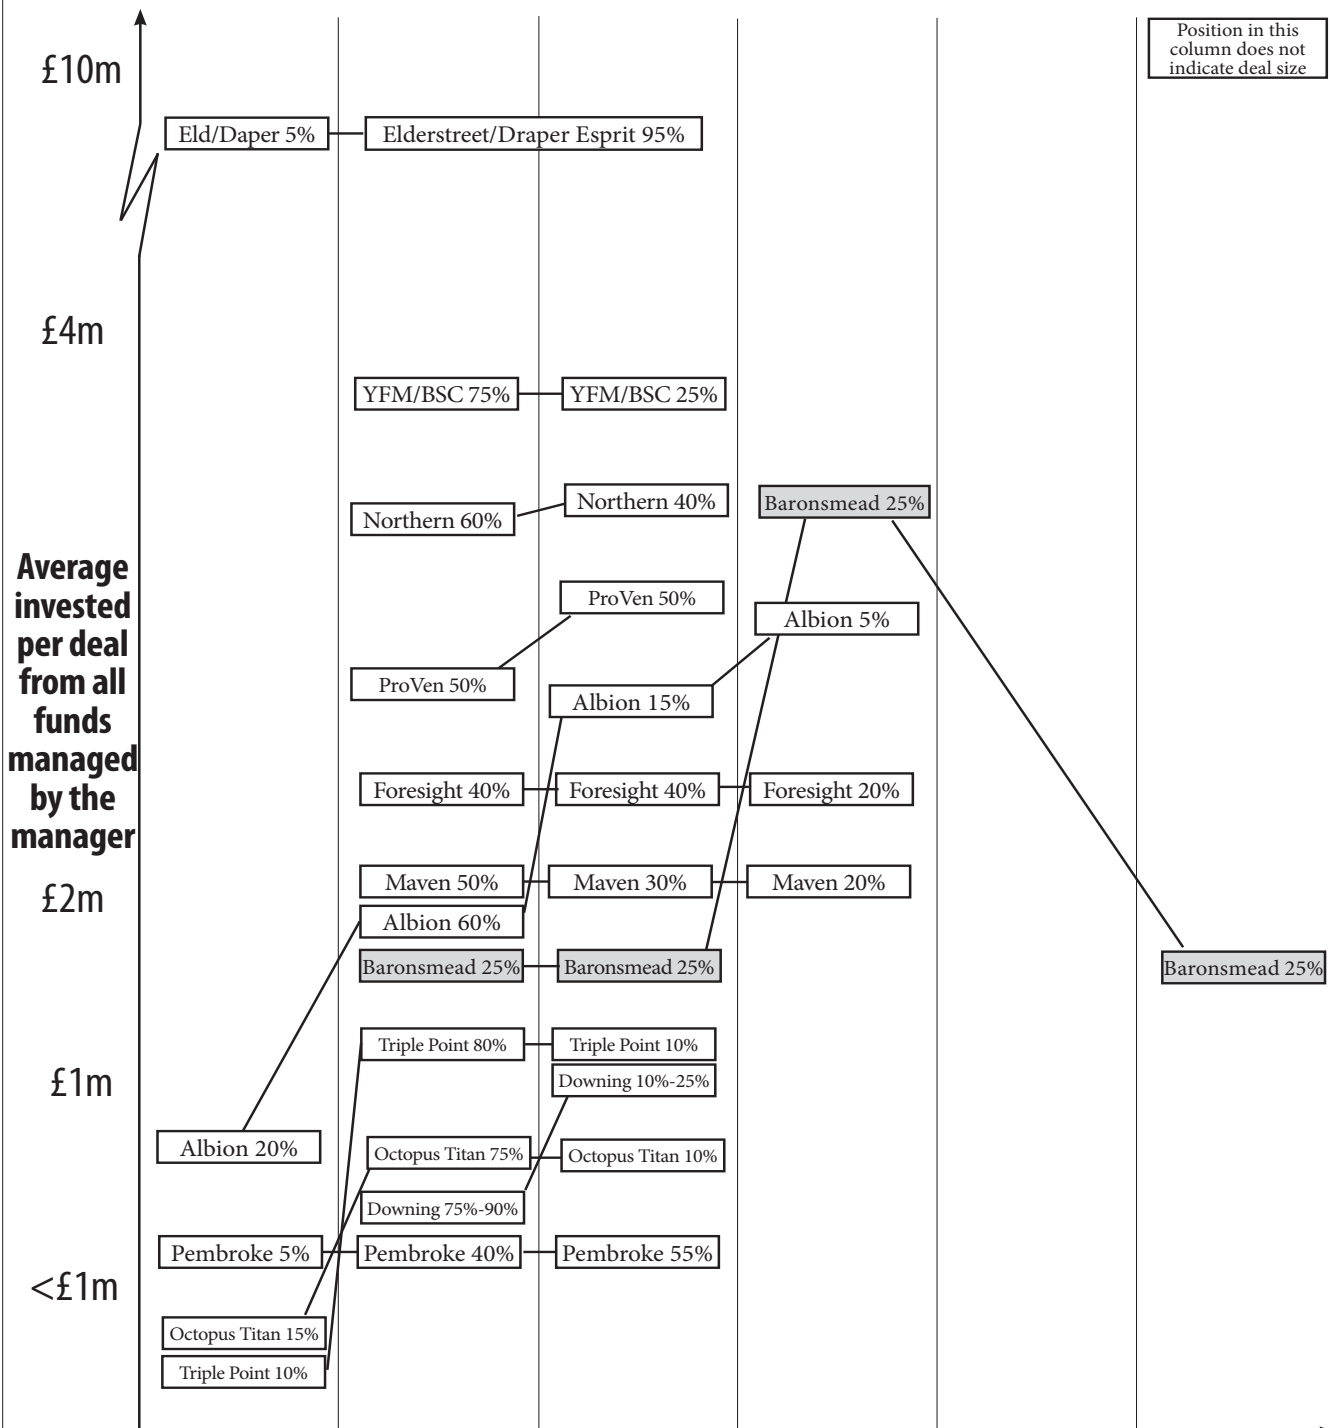 Position in this
column does not
indicate deal size
£10m
Eld/Daper 5%
Elderstreet/Draper Esprit 95%
£4m
YFM/BSC 75%
YFM/BSC 25%
Northern 60%
Northern 40%
Baronsmead 25%
Average
invested
per deal
from all
funds
managed
by the
manager
ProVen 50%
Albion 5%
ProVen 50%
Albion 15%
Foresight 40%
Foresight 40%
Foresight 20%
Maven 50%
Maven 30%
Maven 20%
£2m
Albion 60%
Baronsmead 25%
Baronsmead 25%
Baronsmead 25%
Triple Point 80%
Triple Point 10%
£1m
Downing 10%-25%
Albion 20%
Octopus Titan 75%
Octopus Titan 10%
Downing 75%-90%
Pembroke 5%
Pembroke 40%
Pembroke 55%
<£1m
Octopus Titan 15%
Triple Point 10%